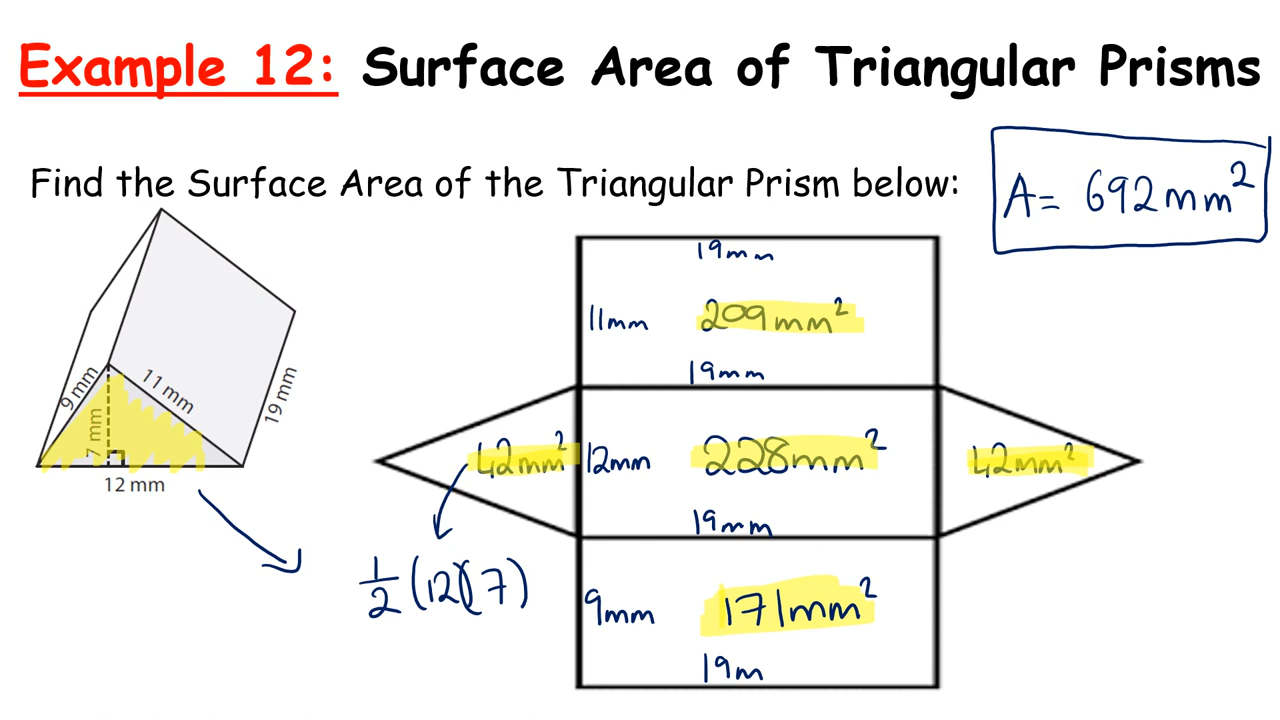 Example 12: Surface Area of Triangular Prisms
Find the Surface Area of the Triangular Prism below:
A= 692mm²
9 mm
7 mm
11 mm
19 mm
12 mm
19mm
11mm
209mm²
19mm
42mm²
12mm
228mm²
42mm²
19mm
½(12)(7)
9mm
171mm²
19m